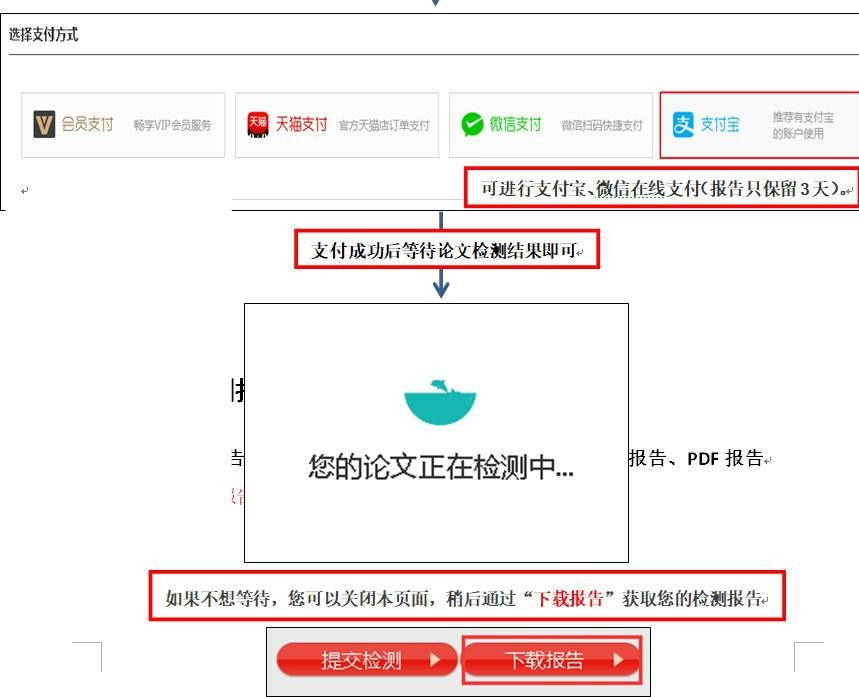 选择支付方式
会员支付 畅享VIP会员服务
天猫
天猫支付 官方天猫店订单支付
微信支付 微信扫码快捷支付
支
支付宝 推荐有支付宝
的账户使用
可进行支付宝、微信在线支付(报告只保留3天)。
支付成功后等待论文检测结果即可
您的论文正在检测中...
告
报告、PDF 报告
报告
如果不想等待，您可以关闭本页面，稍后通过“下载报告”获取您的检测报告
提交检测 下载报告